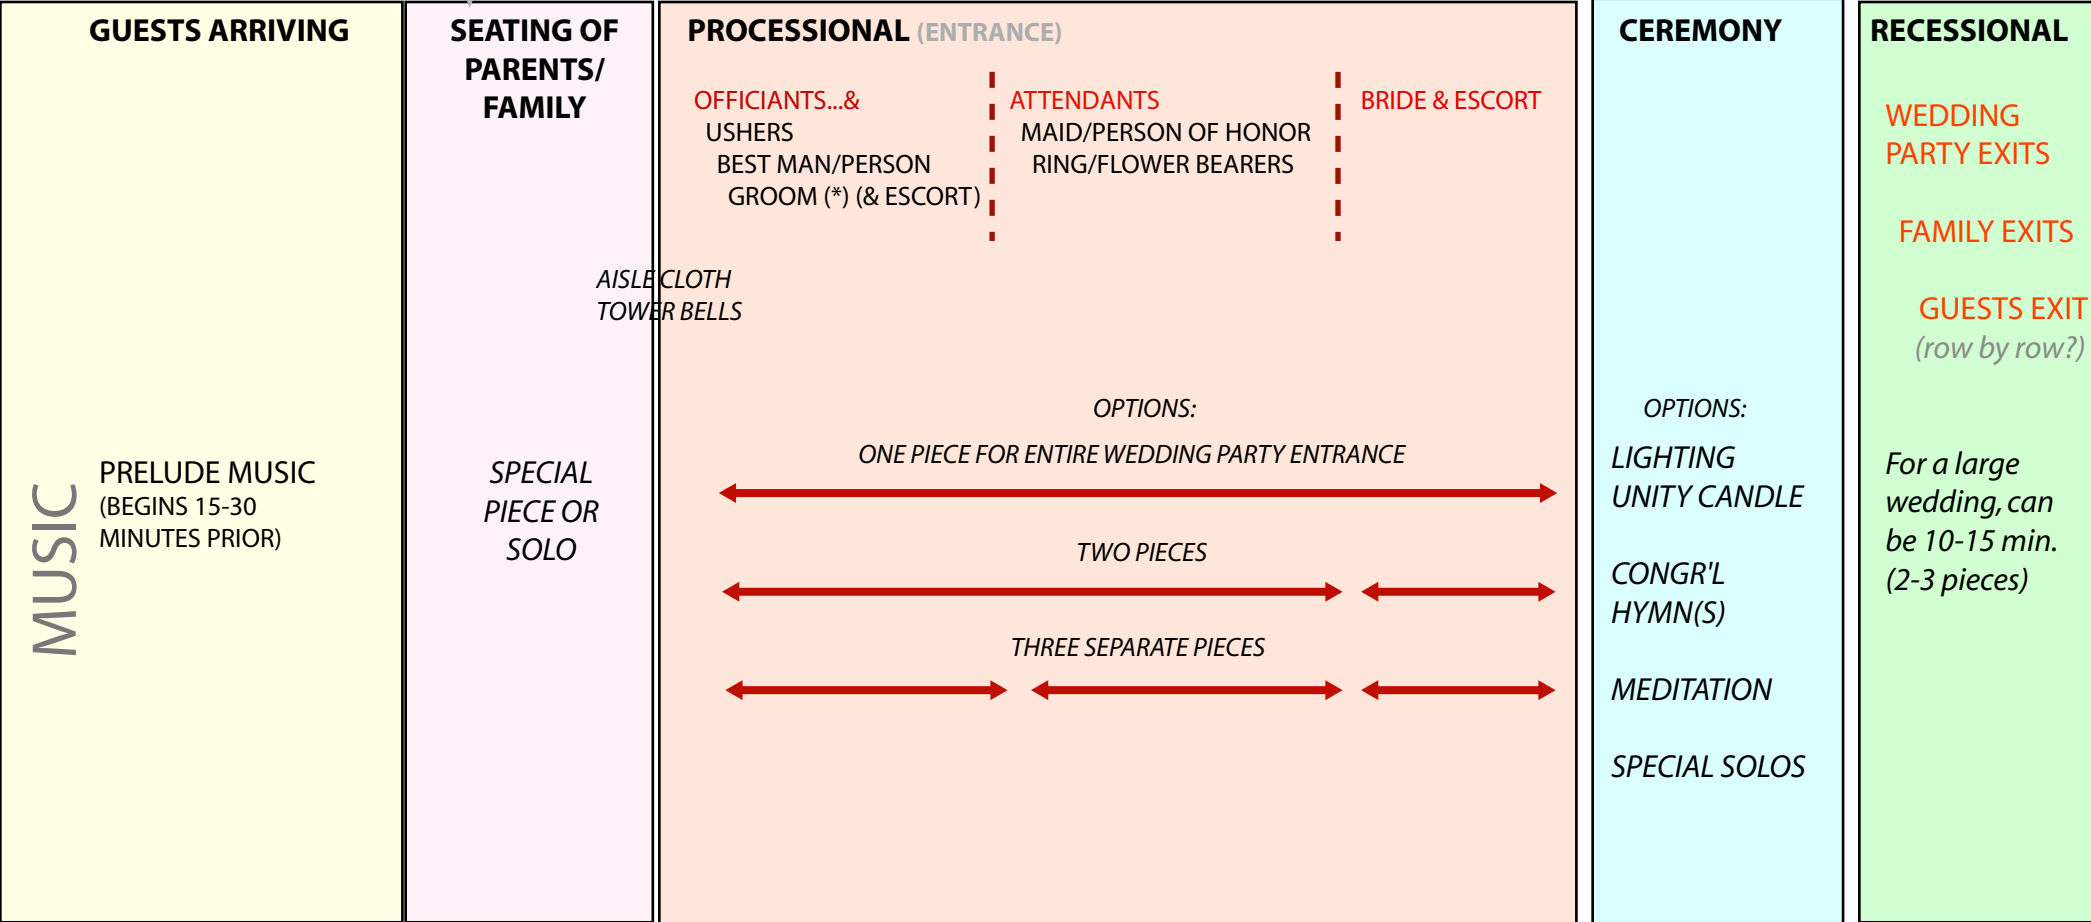 GUESTS ARRIVING
MUSIC
PRELUDE MUSIC
(BEGINS 15-30
MINUTES PRIOR)
SEATING OF
PARENTS/
FAMILY
SPECIAL
PIECE OR
SOLO
AISLE CLOTH
TOWER BELLS
PROCESSIONAL (ENTRANCE)
OFFICIANTS...&
USHERS
BEST MAN/PERSON
GROOM (*) (& ESCORT)
ATTENDANTS
MAID/PERSON OF HONOR
RING/FLOWER BEARERS
BRIDE & ESCORT
OPTIONS:
ONE PIECE FOR ENTIRE WEDDING PARTY ENTRANCE
TWO PIECES
THREE SEPARATE PIECES
CEREMONY
OPTIONS:
LIGHTING
UNITY CANDLE
CONGR'L
HYMN(S)
MEDITATION
SPECIAL SOLOS
RECESSIONAL
WEDDING
PARTY EXITS
FAMILY EXITS
GUESTS EXIT
(row by row?)
For a large
wedding, can
be 10-15 min.
(2-3 pieces)